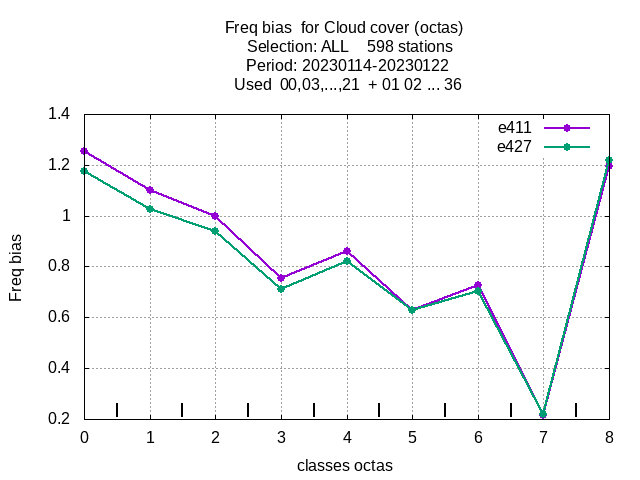 Freq bias  for Cloud cover (octas)
Selection: ALL    598 stations
Period: 20230114-20230122
Used  00,03,...,21  + 01 02 ... 36
1.4
1.2
1
0.8
0.6
0.4
0.2
Freq bias
e411
e427
0 1 2 3 4 5 6 7 8
classes octas